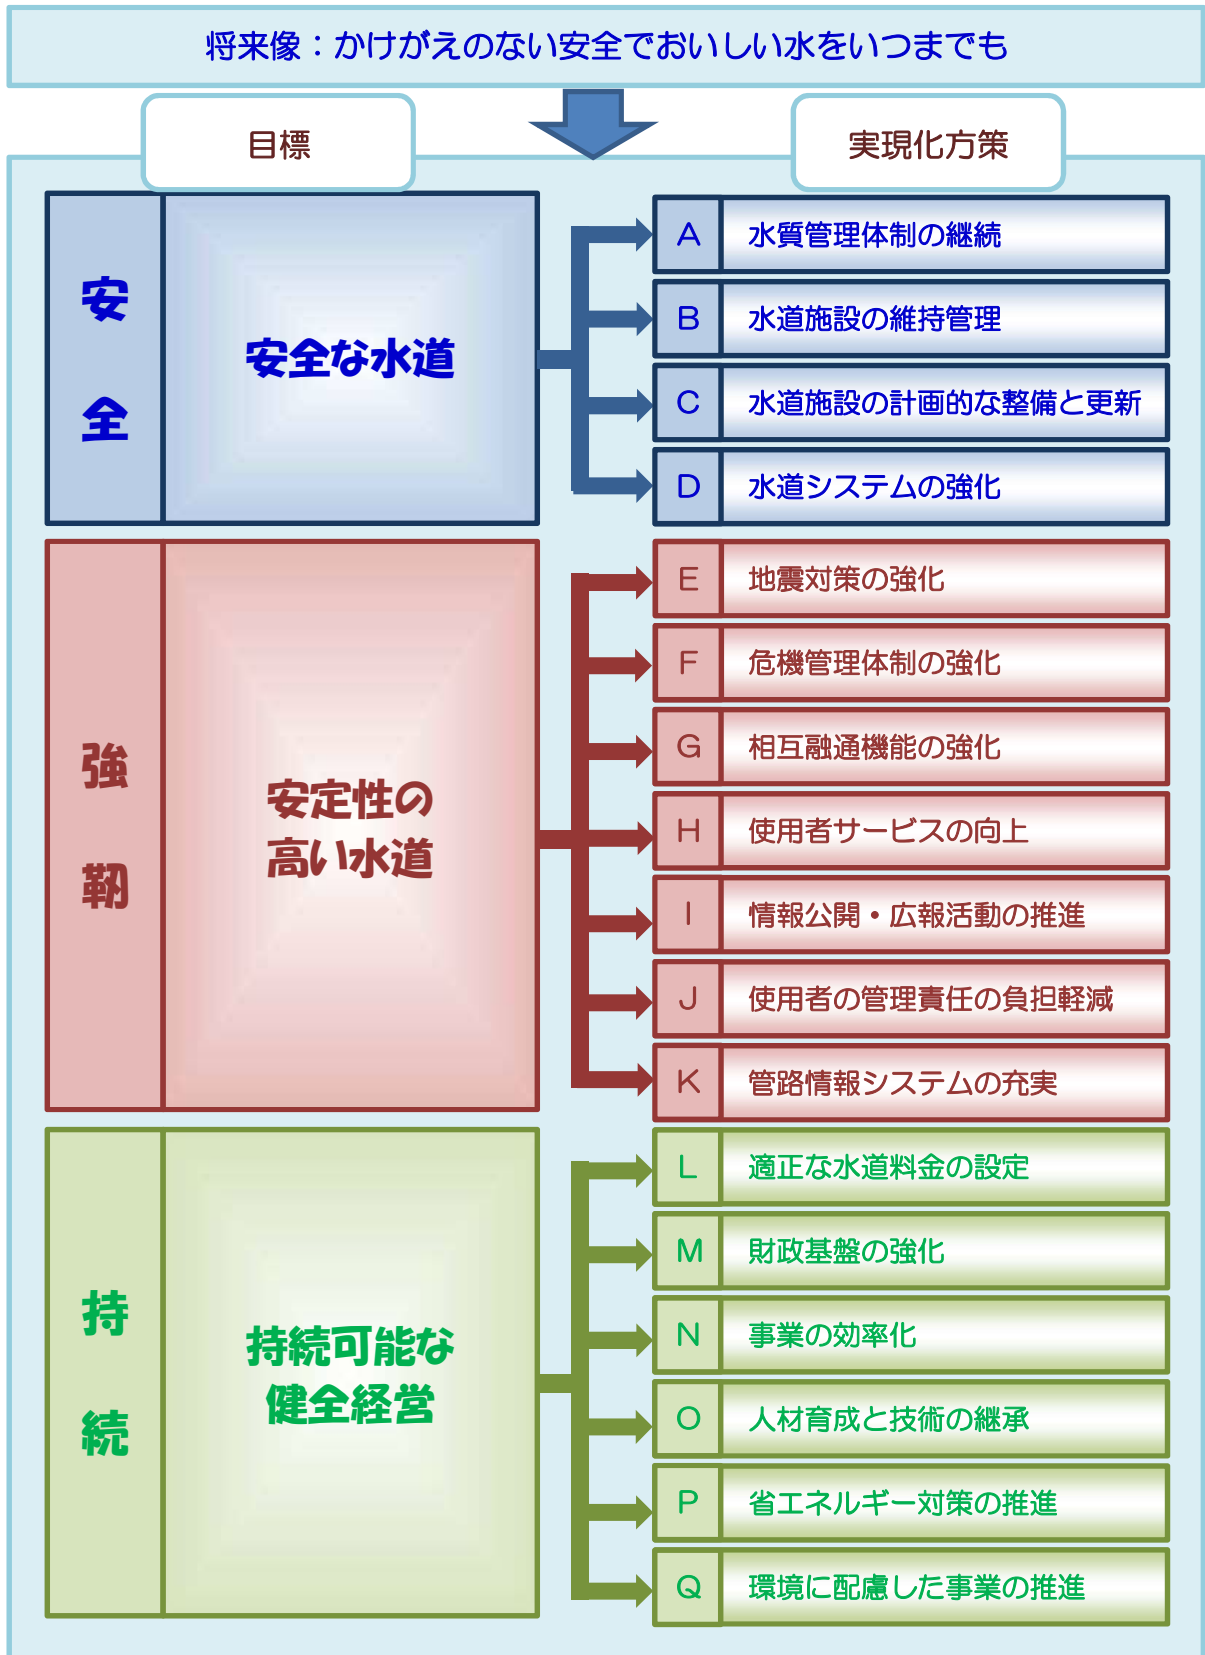 将来像：かけがえのない安全でおいしい水をいつまでも
目標
実現化方策
安全
安全な水道
A 水質管理体制の継続
B 水道施設の維持管理
C 水道施設の計画的な整備と更新
D 水道システムの強化
強靭
安定性の
高い水道
E 地震対策の強化
F 危機管理体制の強化
G 相互融通機能の強化
H 使用者サービスの向上
I 情報公開・広報活動の推進
J 使用者の管理責任の負担軽減
K 管路情報システムの充実
持続
持続可能な
健全経営
L 適正な水道料金の設定
M 財政基盤の強化
N 事業の効率化
O 人材育成と技術の継承
P 省エネルギー対策の推進
Q 環境に配慮した事業の推進